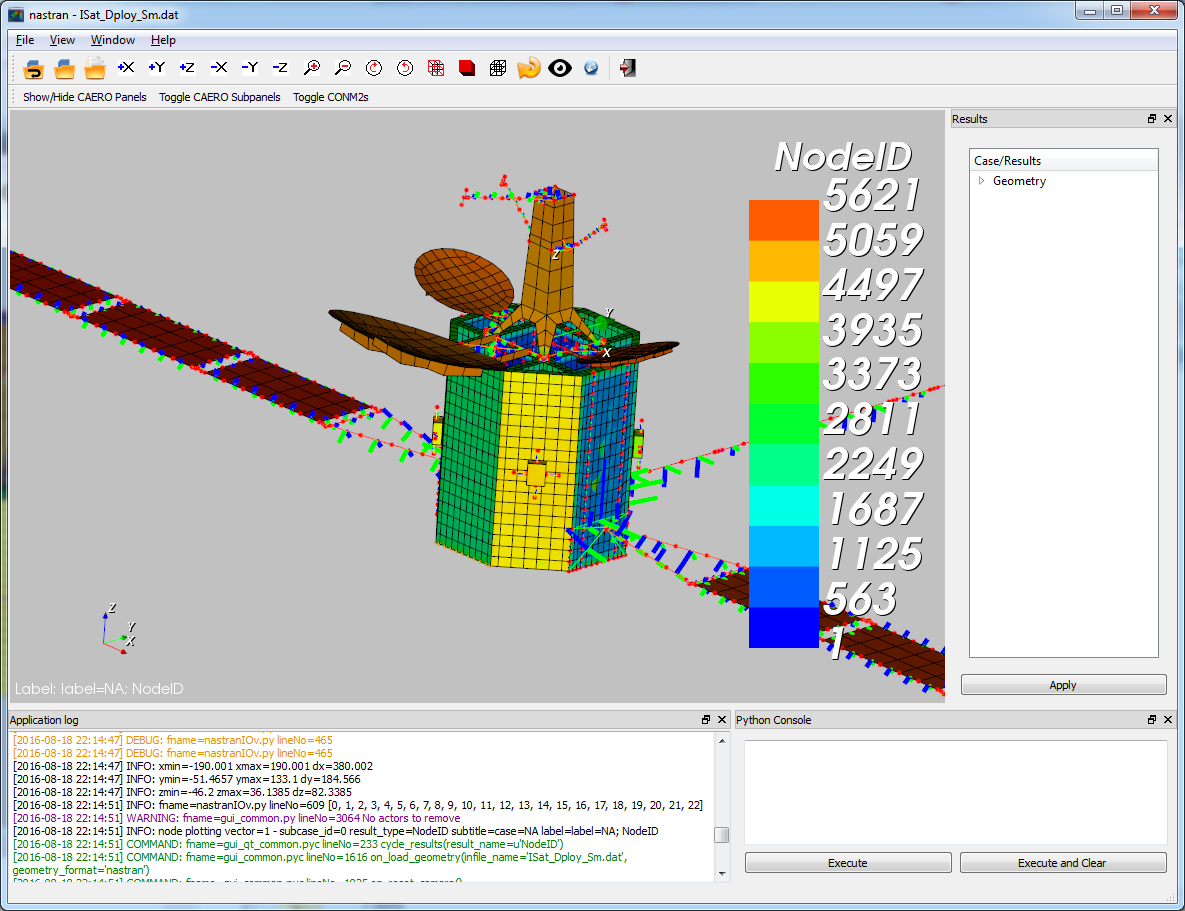 nastran - ISat_Dploy_Sm.dat
File View Window Help
+X +Y +Z -X -Y -Z
Show/Hide CAERO Panels Toggle CAERO Subpanels Toggle CONM2s
NodeID
5621
5059
4497
3935
3373
2811
2249
1687
1125
563
1
Z
Y
X
Z
Y
X
Label: label=NA; NodeID
Results
Case/Results
Geometry
Apply
Application log
[2016-08-18 22:14:47] DEBUG: fname=nastranIOv.py lineNo=465
[2016-08-18 22:14:47] DEBUG: fname=nastranIOv.py lineNo=465
[2016-08-18 22:14:47] INFO: xmin=-190.001 xmax=190.001 dx=380.002
[2016-08-18 22:14:47] INFO: ymin=-51.4657 ymax=133.1 dy=184.566
[2016-08-18 22:14:47] INFO: zmin=-46.2 zmax=36.1385 dz=82.3385
[2016-08-18 22:14:51] INFO: fname=nastranIOv.py lineNo=609 [0, 1, 2, 3, 4, 5, 6, 7, 8, 9, 10, 11, 12, 13, 14, 15, 16, 17, 18, 19, 20, 21, 22]
[2016-08-18 22:14:51] WARNING: fname=gui_common.py lineNo=3064 No actors to remove
[2016-08-18 22:14:51] INFO: node plotting vector=1 - subcase_id=0 result_type=NodeID subtitle=case=NA label=label=NA; NodeID
[2016-08-18 22:14:51] COMMAND: fname=gui_qt_common.pyc lineNo=233 cycle_results(result_name=u'NodeID')
[2016-08-18 22:14:51] COMMAND: fname=gui_common.py lineNo=1616 on_load_geometry(infile_name='ISat_Dploy_Sm.dat',
geometry_format='nastran')
Python Console
Execute
Execute and Clear